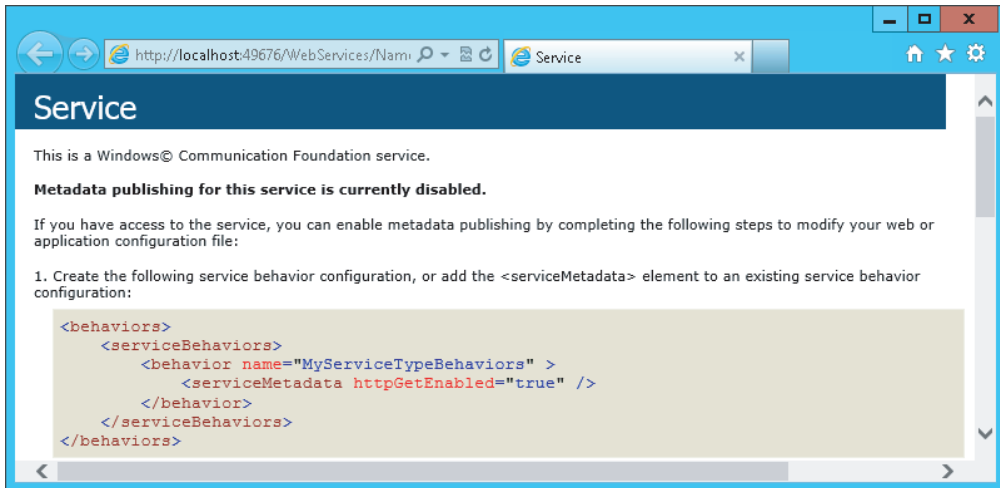 http://localhost:49676/WebServices/Nam
Service
Service
This is a Windows© Communication Foundation service.
Metadata publishing for this service is currently disabled.
If you have access to the service, you can enable metadata publishing by completing the following steps to modify your web or
application configuration file:
1. Create the following service behavior configuration, or add the <serviceMetadata> element to an existing service behavior
configuration:
<behaviors>
<serviceBehaviors>
<behavior name="MyServiceTypeBehaviors" >
<serviceMetadata httpGetEnabled="true" />
</behavior>
</serviceBehaviors>
</behaviors>